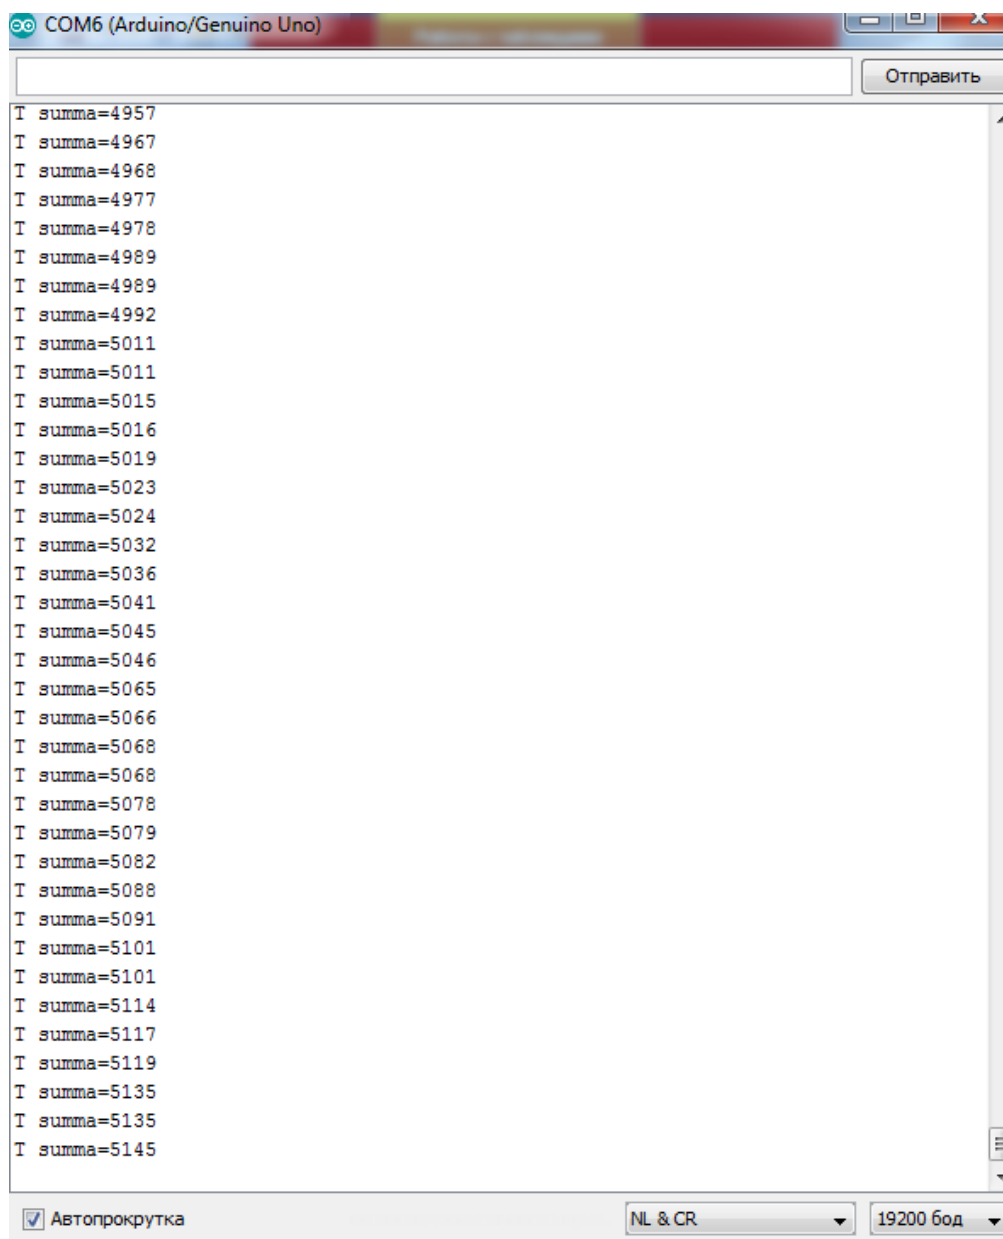 COM6 (Arduino/Genuino Uno)
Отправить
T summa=4957
T summa=4967
T summa=4968
T summa=4977
T summa=4978
T summa=4989
T summa=4989
T summa=4992
T summa=5011
T summa=5011
T summa=5015
T summa=5016
T summa=5019
T summa=5023
T summa=5024
T summa=5032
T summa=5036
T summa=5041
T summa=5045
T summa=5046
T summa=5065
T summa=5066
T summa=5068
T summa=5068
T summa=5078
T summa=5079
T summa=5082
T summa=5088
T summa=5091
T summa=5101
T summa=5101
T summa=5114
T summa=5117
T summa=5119
T summa=5135
T summa=5135
T summa=5145
Автопрокрутка NL & CR 19200 бод